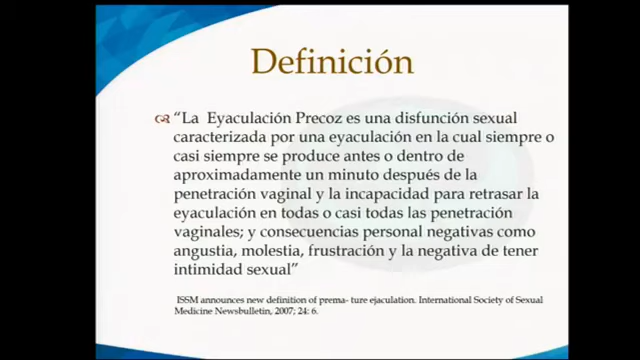 Definición
“La Eyaculación Precoz es una disfunción sexual
caracterizada por una eyaculación en la cual siempre o
casi siempre se produce antes o dentro de
aproximadamente un minuto después de la
penetración vaginal y la incapacidad para retrasar la
eyaculación en todas o casi todas las penetración
vaginales; y consecuencias personal negativas como
angustia, molestia, frustración y la negativa de tener
intimidad sexual”
ISSM announces new definition of prema- ture ejaculation. International Society of Sexual
Medicine Newsbulletin, 2007; 24: 6.